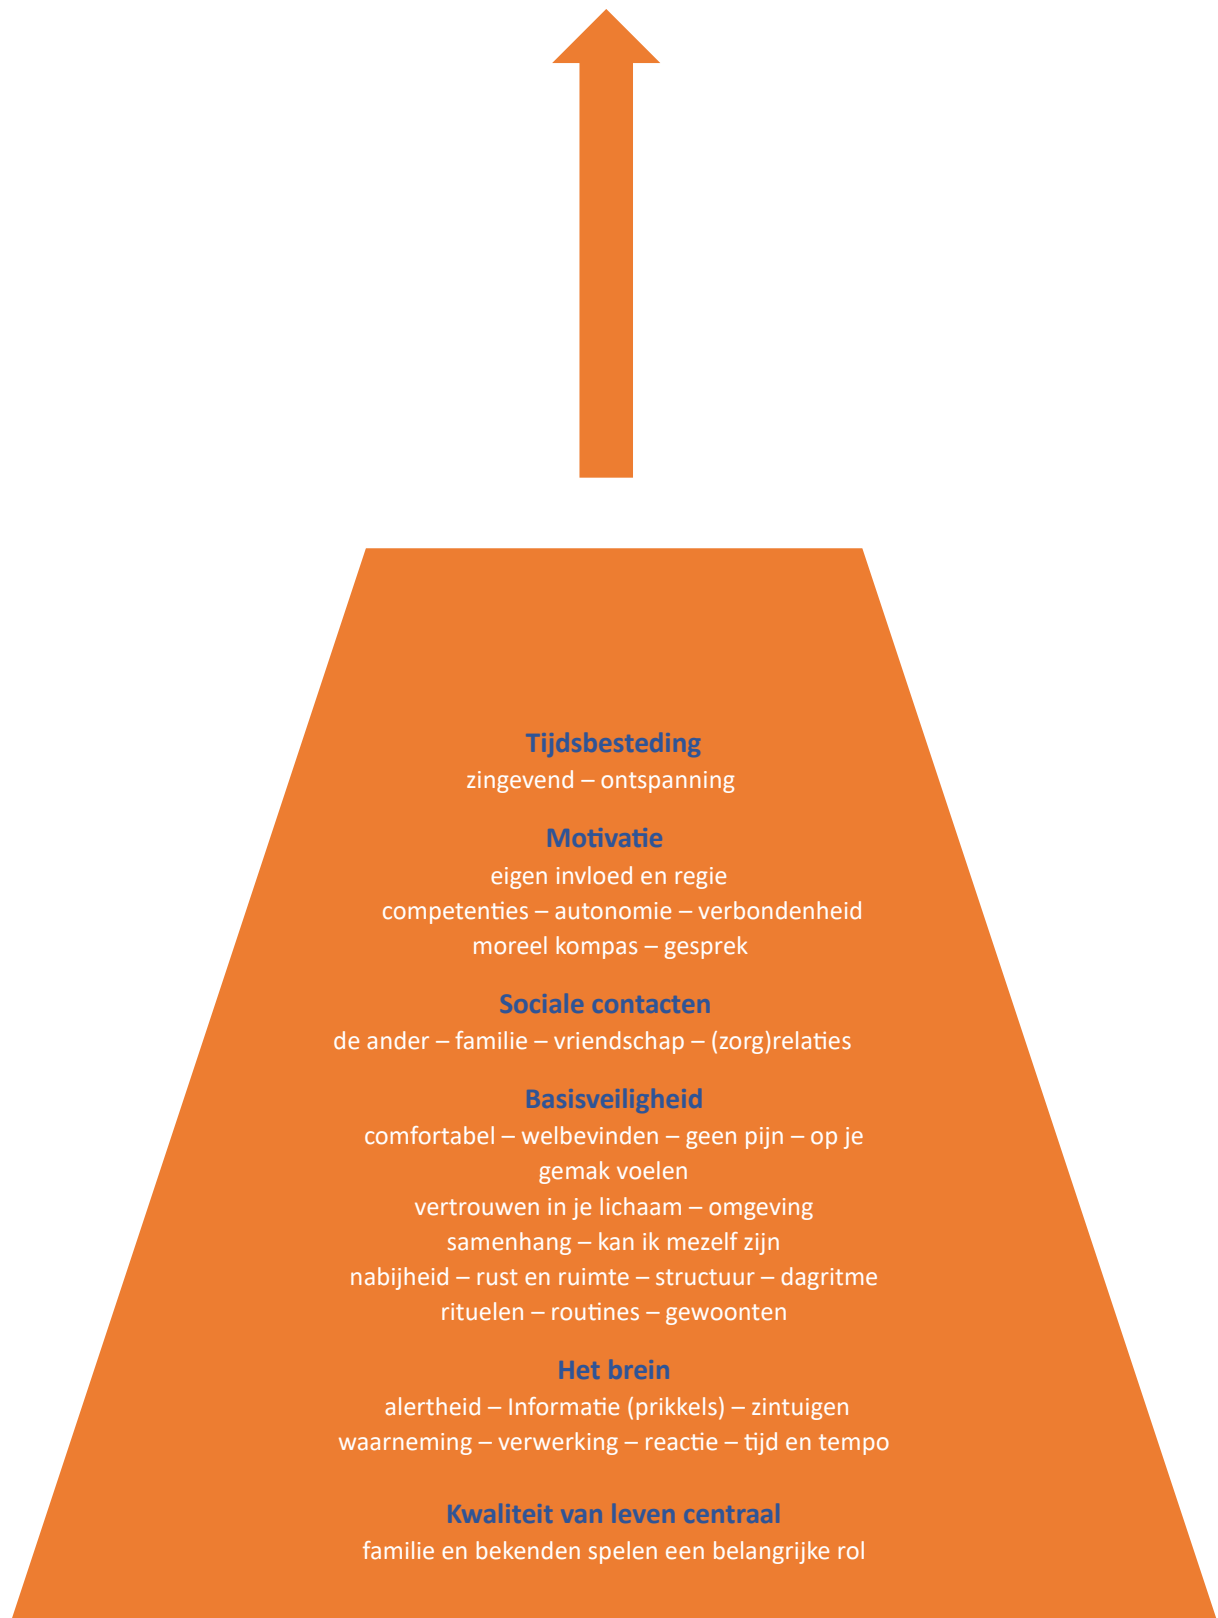 Tijdsbesteding
zingevend – ontspanning
Motivatie
eigen invloed en regie
competenties – autonomie – verbondenheid
moreel kompas – gesprek
Sociale contacten
de ander – familie – vriendschap – (zorg)relaties
Basisveiligheid
comfortabel – welbevinden – geen pijn – op je
gemak voelen
vertrouwen in je lichaam – omgeving
samenhang – kan ik mezelf zijn
nabijheid – rust en ruimte – structuur – dagritme
rituelen – routines – gewoonten
Het brein
alertheid – Informatie (prikkels) – zintuigen
waarneming – verwerking – reactie – tijd en tempo
Kwaliteit van leven centraal
familie en bekenden spelen een belangrijke rol